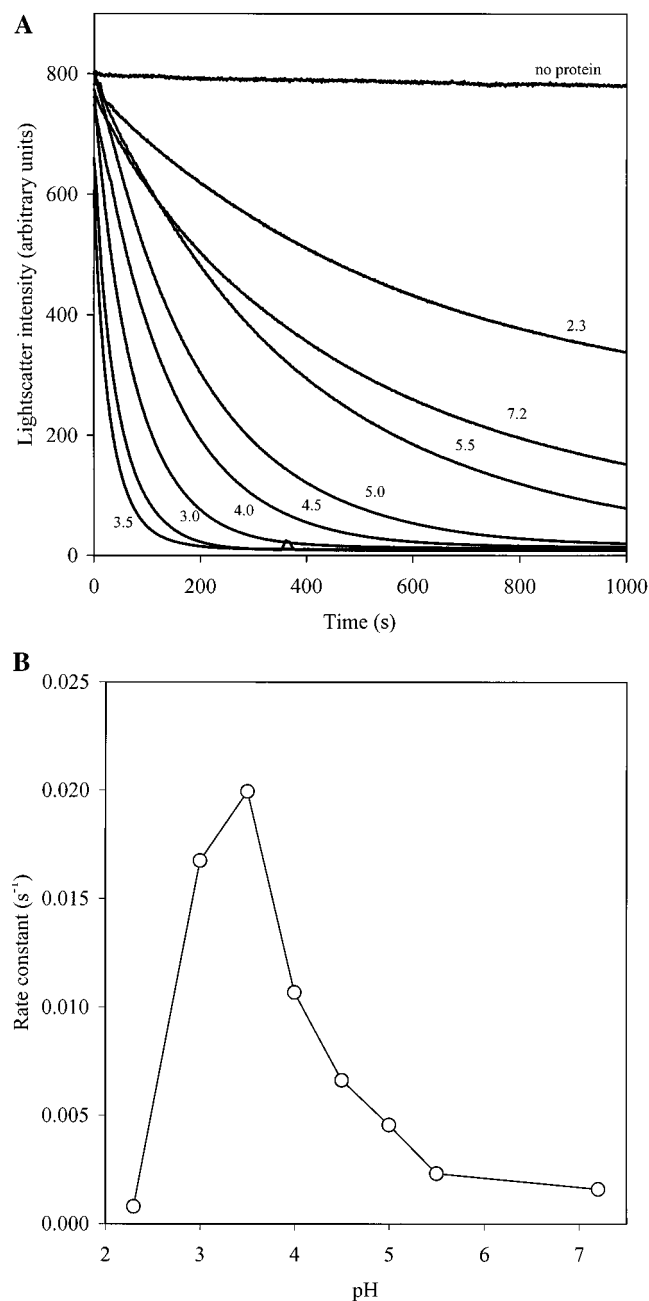 A
no protein
800
600
400
200
0
Lightscatter intensity (arbitrary units)
2.3
7.2
5.5
5.0
4.5
4.0
3.0
3.5
0 200 400 600 800 1000
Time (s)
B
0.025
0.020
0.015
0.010
0.005
0.000
Rate constant (s⁻¹)
2 3 4 5 6 7
pH